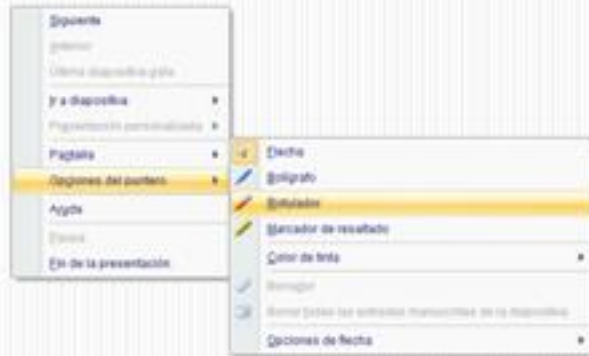 Siguiente
Anterior
Última diapositiva vista
Ir a diapositiva
Presentación personalizada
Pantalla
Opciones del puntero
Ayuda
Pausa
Fin de la presentación
Flecha
Bolígrafo
Rotulador
Marcador de resaltado
Color de tinta
Borrador
Borrar todas las entradas manuscritas de la diapositiva
Opciones de flecha